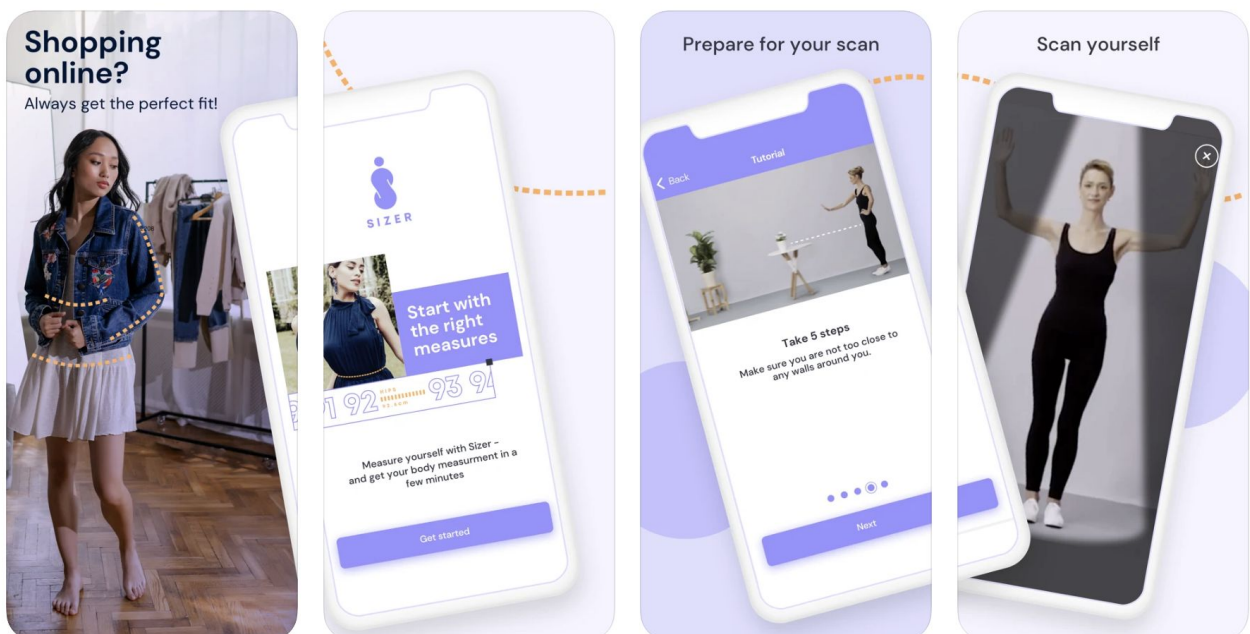 Shopping
online?
Always get the perfect fit!
SIZER
Start with
the right
measures
92
HIPS
93 94
Measure yourself with Sizer -
and get your body measurment in a
few minutes
Get started
Prepare for your scan
Tutorial
Back
Take 5 steps
Make sure you are not too close to
any walls around you.
Next
Scan yourself